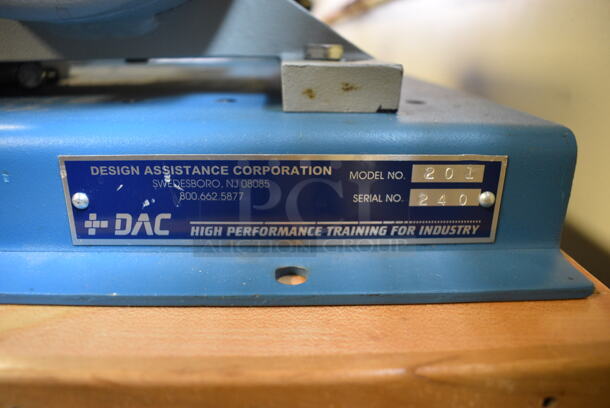 DESIGN ASSISTANCE CORPORATION
SWEDESBORO, NJ 08085
800.662.5877
MODEL NO. 201
SERIAL NO. 240
DAC
HIGH PERFORMANCE TRAINING FOR INDUSTRY
PCI
AUCTION GROUP